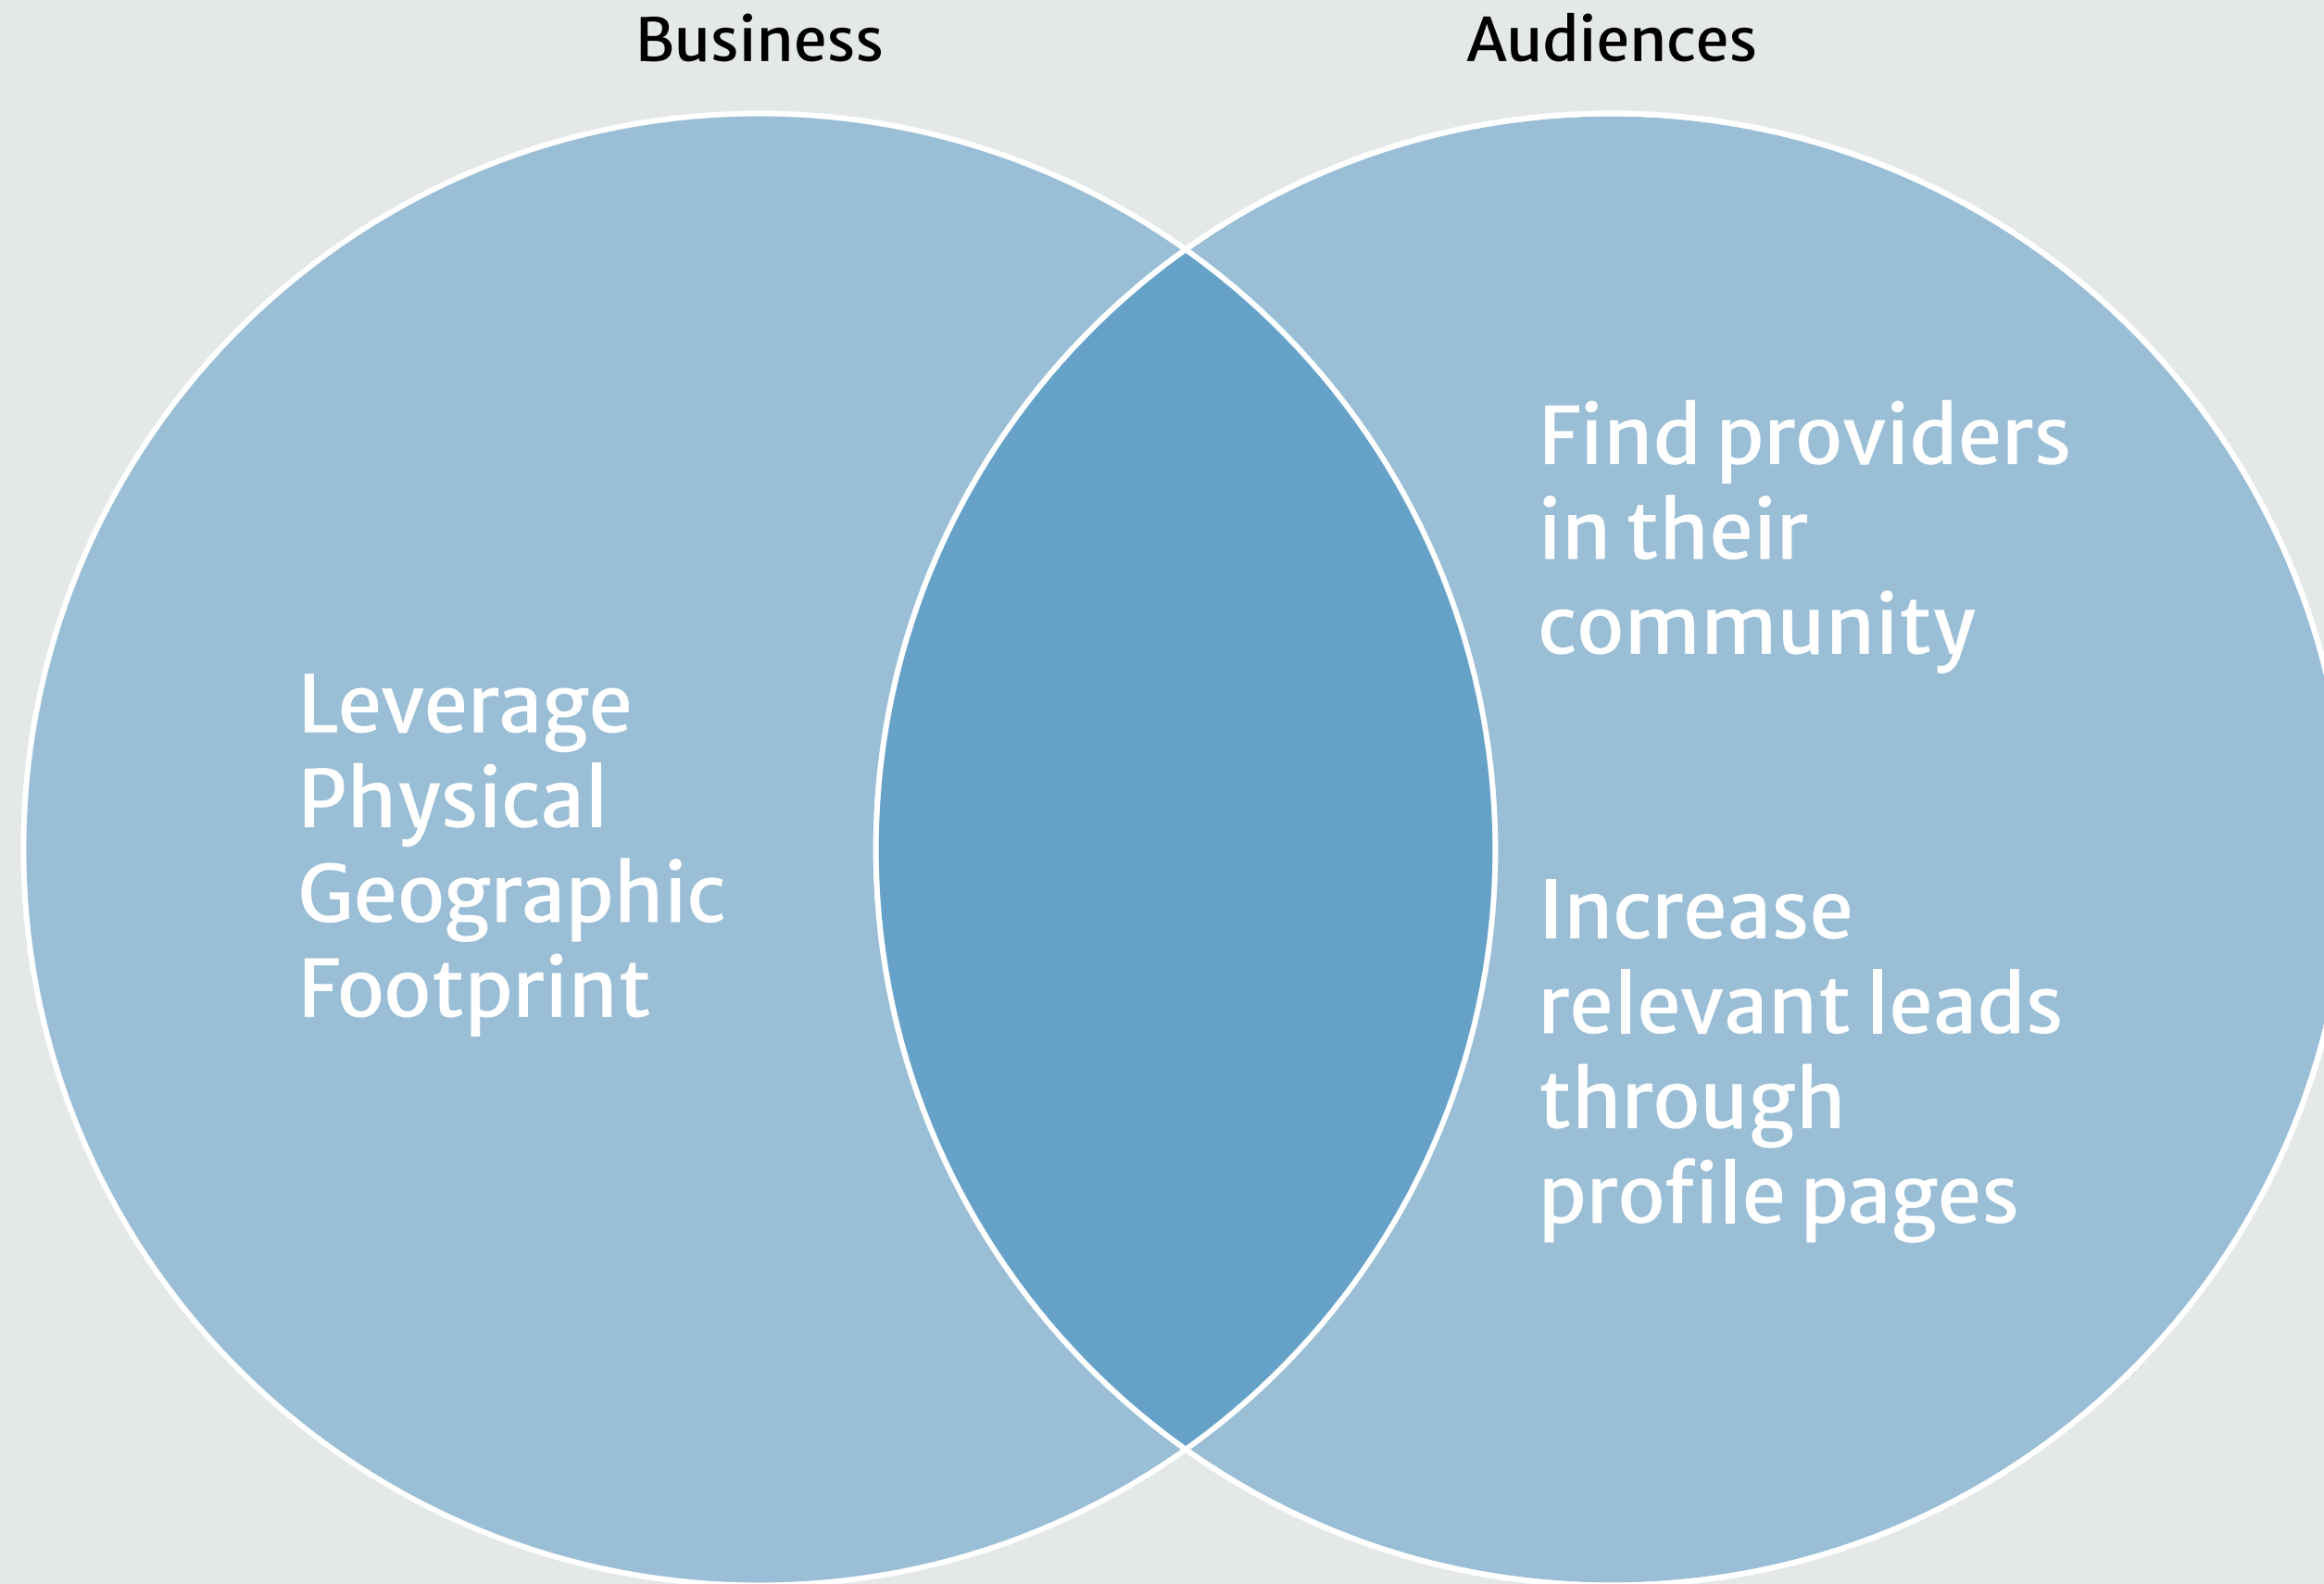 Business
Audiences
Leverage
Physical
Geographic
Footprint
Find providers
in their
community
Increase
relevant leads
through
profile pages